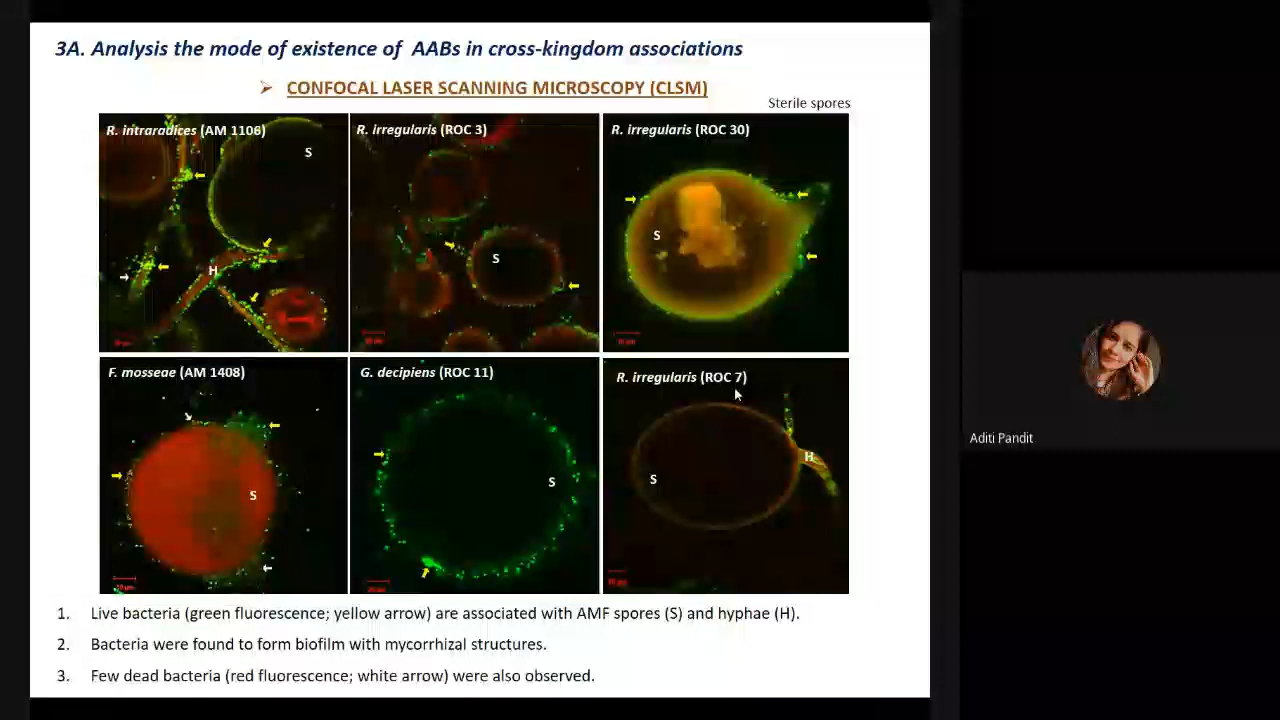 3A. Analysis the mode of existence of AABs in cross-kingdom associations
➢ CONFOCAL LASER SCANNING MICROSCOPY (CLSM)
Sterile spores
R. intraradices (AM 1106)
S
H
R. irregularis (ROC 3)
S
R. irregularis (ROC 30)
S
F. mosseae (AM 1408)
S
G. decipiens (ROC 11)
S
R. irregularis (ROC 7)
S
H
1. Live bacteria (green fluorescence; yellow arrow) are associated with AMF spores (S) and hyphae (H).
2. Bacteria were found to form biofilm with mycorrhizal structures.
3. Few dead bacteria (red fluorescence; white arrow) were also observed.
Aditi Pandit